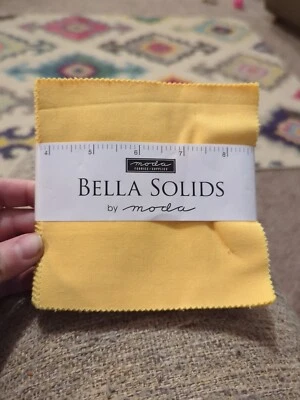 4 5 6 7 8
moda
FABRICS + SUPPLIES
BELLA SOLIDS
by moda